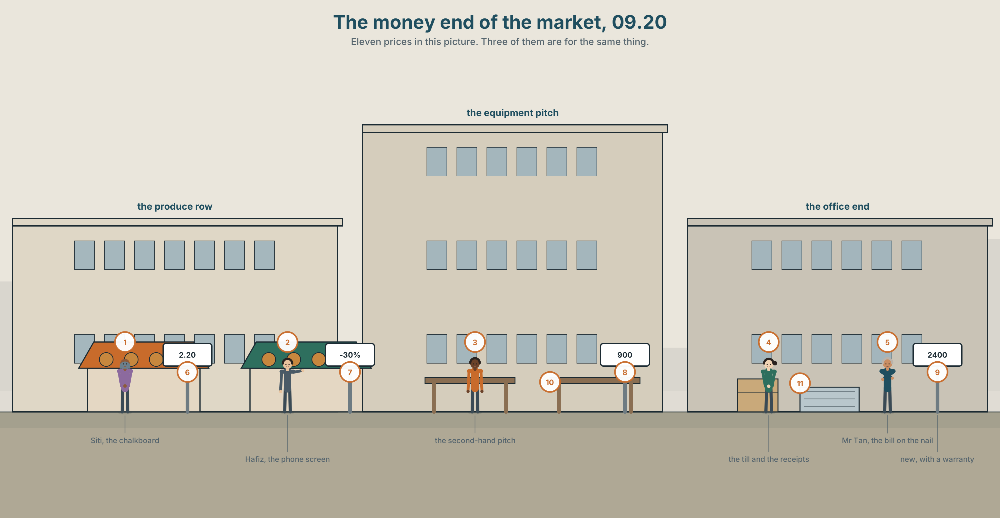 The money end of the market, 09.20
Eleven prices in this picture. Three of them are for the same thing.
the equipment pitch
the produce row
the office end
1
2
3
4
5
2.20
-30%
900
2400
6
7
8
9
10
11
Siti, the chalkboard
the second-hand pitch
Mr Tan, the bill on the nail
Hafiz, the phone screen
the till and the receipts
new, with a warranty